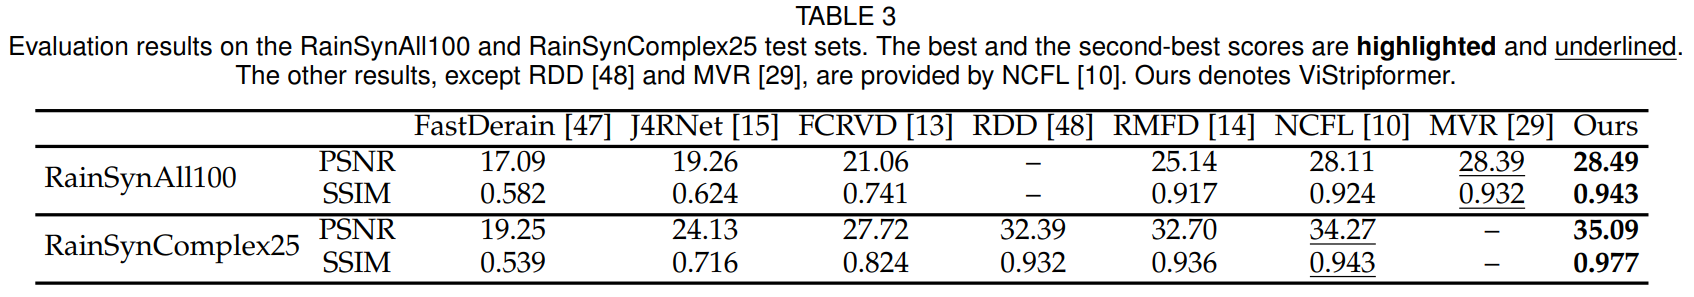 TABLE 3
Evaluation results on the RainSynAll100 and RainSynComplex25 test sets. The best and the second-best scores are highlighted and underlined.
The other results, except RDD [48] and MVR [29], are provided by NCFL [10]. Ours denotes ViStripformer.
FastDerain [47] J4RNet [15] FCRVD [13] RDD [48] RMFD [14] NCFL [10] MVR [29] Ours
RainSynAll100 PSNR 17.09 19.26 21.06 – 25.14 28.11 28.39 28.49
SSIM 0.582 0.624 0.741 – 0.917 0.924 0.932 0.943
RainSynComplex25 PSNR 19.25 24.13 27.72 32.39 32.70 34.27 – 35.09
SSIM 0.539 0.716 0.824 0.932 0.936 0.943 – 0.977